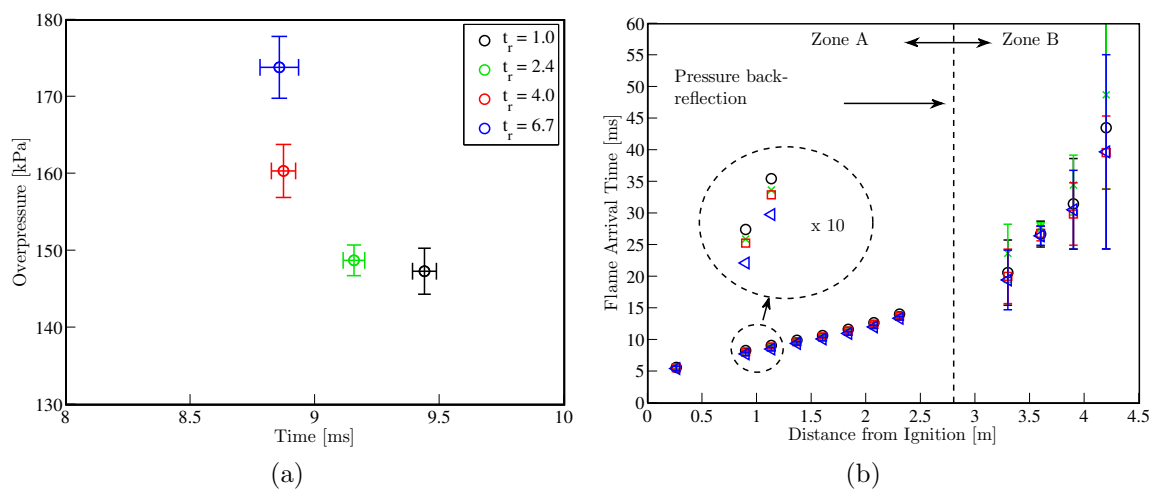 180
170
160
150
140
130
Overpressure [kPa]
8
8.5
9
9.5
10
Time [ms]
t_r = 1.0
t_r = 2.4
t_r = 4.0
t_r = 6.7
(a)
60
55
50
45
40
35
30
25
20
15
10
5
0
Flame Arrival Time [ms]
Zone A
Zone B
Pressure back-
reflection
x 10
0
0.5
1
1.5
2
2.5
3
3.5
4
4.5
Distance from Ignition [m]
(b)